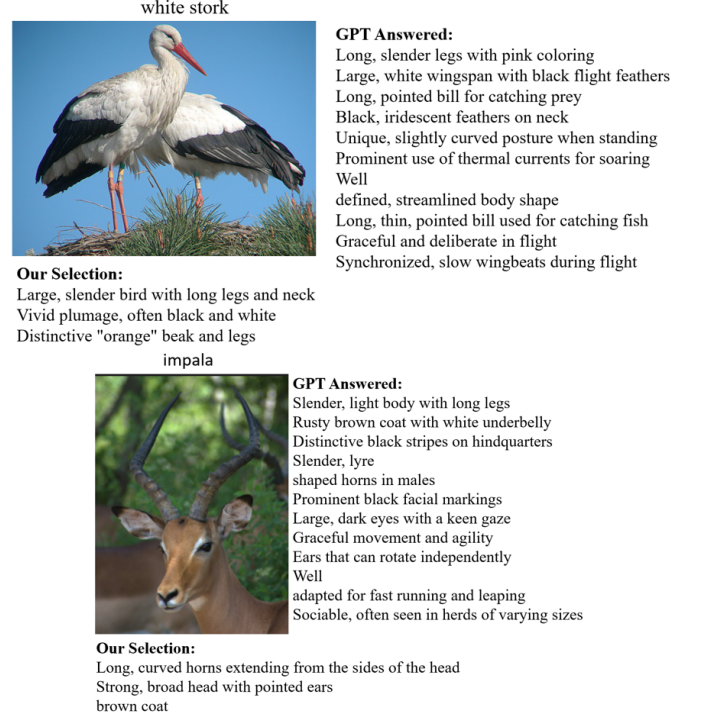 white stork
GPT Answered:
Long, slender legs with pink coloring
Large, white wingspan with black flight feathers
Long, pointed bill for catching prey
Black, iridescent feathers on neck
Unique, slightly curved posture when standing
Prominent use of thermal currents for soaring
Well
defined, streamlined body shape
Long, thin, pointed bill used for catching fish
Graceful and deliberate in flight
Synchronized, slow wingbeats during flight
Our Selection:
Large, slender bird with long legs and neck
Vivid plumage, often black and white
Distinctive "orange" beak and legs
impala
GPT Answered:
Slender, light body with long legs
Rusty brown coat with white underbelly
Distinctive black stripes on hindquarters
Slender, lyre
shaped horns in males
Prominent black facial markings
Large, dark eyes with a keen gaze
Graceful movement and agility
Ears that can rotate independently
Well
adapted for fast running and leaping
Sociable, often seen in herds of varying sizes
Our Selection:
Long, curved horns extending from the sides of the head
Strong, broad head with pointed ears
brown coat